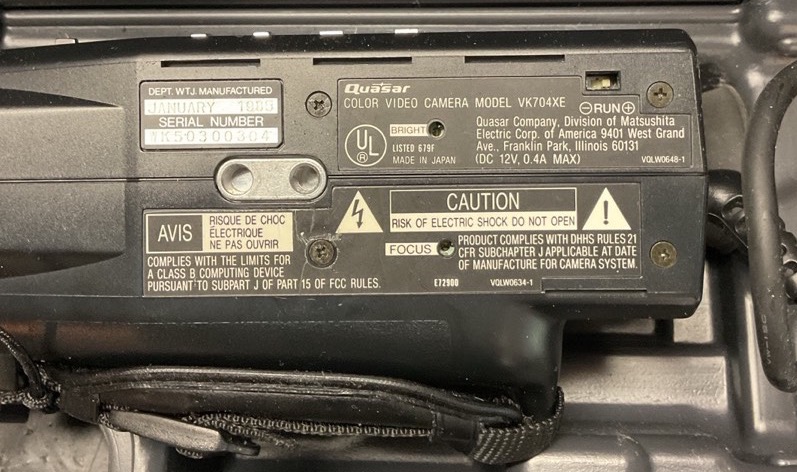 DEPT. WTJ. MANUFACTURED
JANUARY 1985
SERIAL NUMBER
Quasar
COLOR VIDEO CAMERA MODEL VK704XE
⊖RUN⊕
BRIGHT
UL
LISTED 679F
MADE IN JAPAN
Quasar Company, Division of Matsushita
Electric Corp. of America 9401 West Grand
Ave., Franklin Park, Illinois 60131
(DC 12V, 0.4A MAX)
VQLW0648-1
AVIS
RISQUE DE CHOC
ÉLECTRIQUE
NE PAS OUVRIR
COMPLIES WITH THE LIMITS FOR
A CLASS B COMPUTING DEVICE
PURSUANT TO SUBPART J OF PART 15 OF FCC RULES.
CAUTION
RISK OF ELECTRIC SHOCK DO NOT OPEN
FOCUS
PRODUCT COMPLIES WITH DHHS RULES 21
CFR SUBCHAPTER J APPLICABLE AT DATE
OF MANUFACTURE FOR CAMERA SYSTEM.
E72900
VQLW0634-1